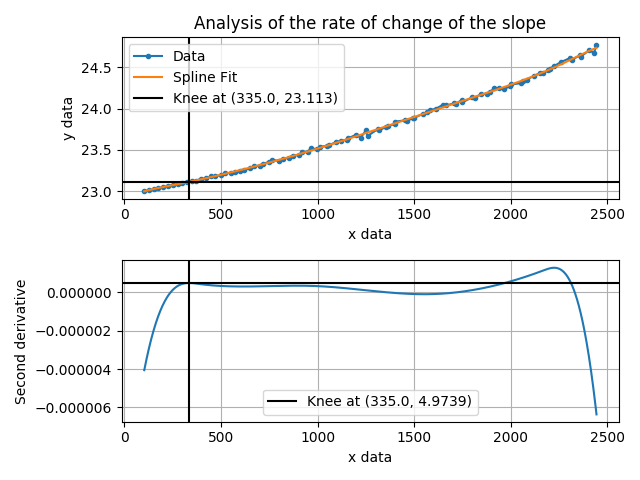 Analysis of the rate of change of the slope
Data
Spline Fit
Knee at (335.0, 23.113)
24.5
24.0
23.5
23.0
y data
0 500 1000 1500 2000 2500
x data
0.000000
−0.000002
−0.000004
−0.000006
Second derivative
Knee at (335.0, 4.9739)
0 500 1000 1500 2000 2500
x data